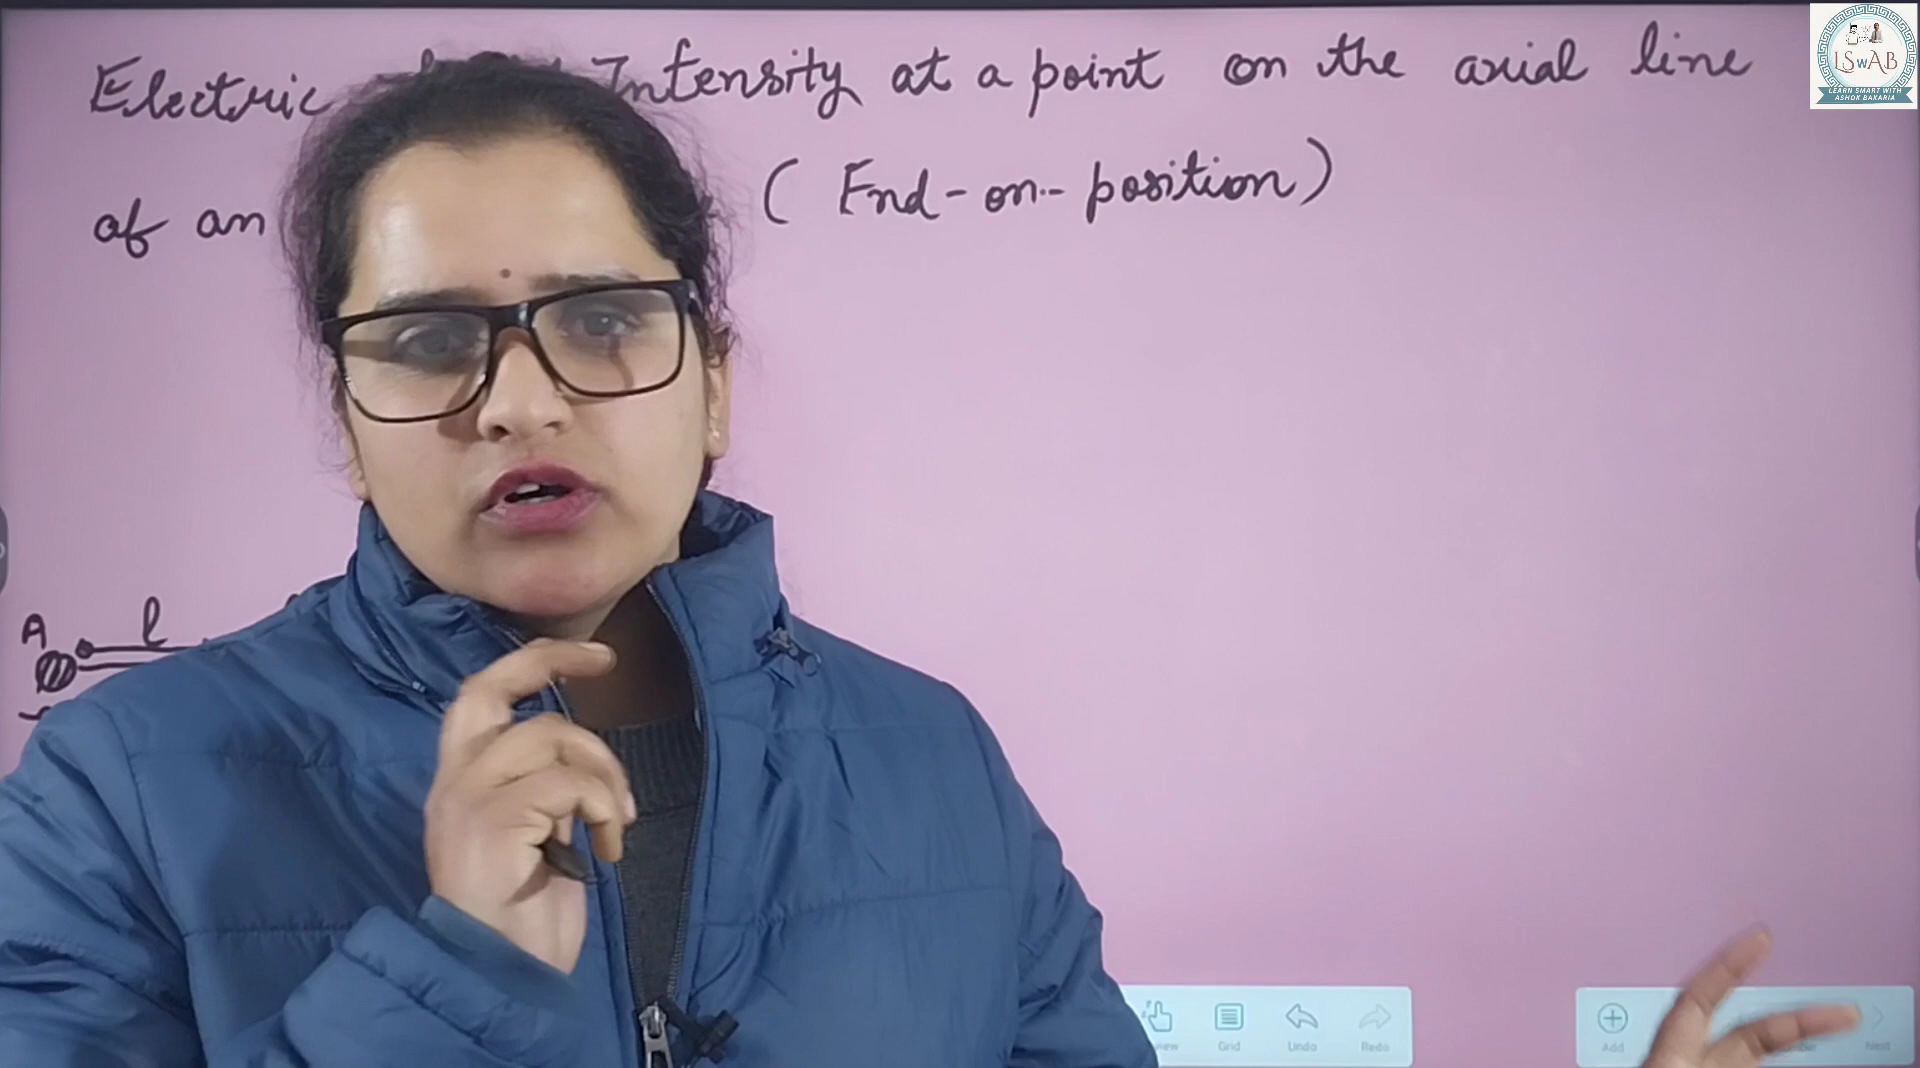 Electric Intensity at a point on the axial line
of an ( End-on-position)
A l
LSwAB
LEARN SMART WITH
ASHOK BAKARIA
Grid Undo Redo Add Next